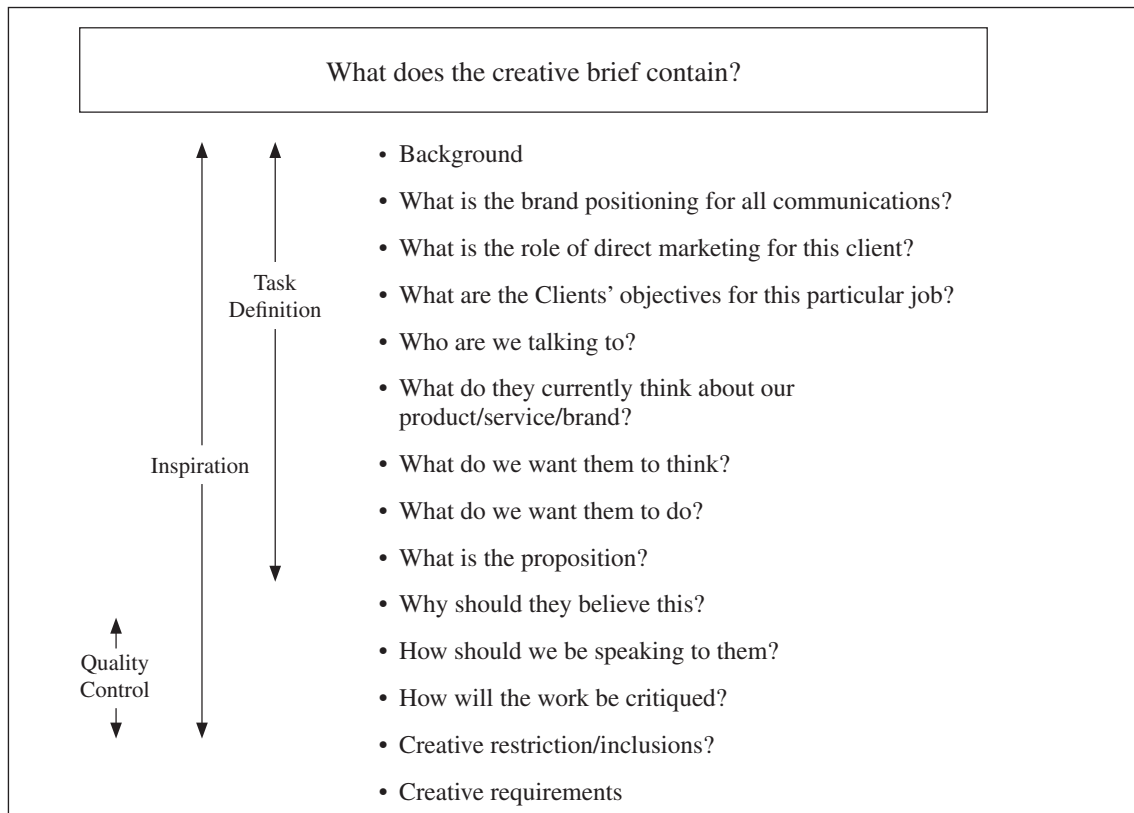 What does the creative brief contain?
• Background
• What is the brand positioning for all communications?
• What is the role of direct marketing for this client?
Task
Definition
• What are the Clients’ objectives for this particular job?
• Who are we talking to?
• What do they currently think about our
product/service/brand?
Inspiration
• What do we want them to think?
• What do we want them to do?
• What is the proposition?
• Why should they believe this?
Quality
Control
• How should we be speaking to them?
• How will the work be critiqued?
• Creative restriction/inclusions?
• Creative requirements